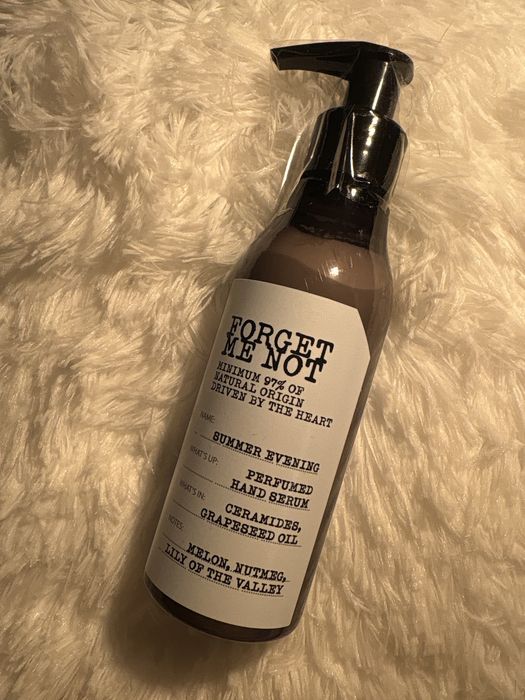 FORGET
ME NOT
MINIMUM 97% OF
NATURAL ORIGIN
DRIVEN BY THE HEART
NAME:
SUMMER EVENING
WHAT'S UP:
PERFUMED
HAND SERUM
WHAT'S IN:
CERAMIDES,
GRAPESEED OIL
NOTES:
MELON, NUTMEG,
LILY OF THE VALLEY